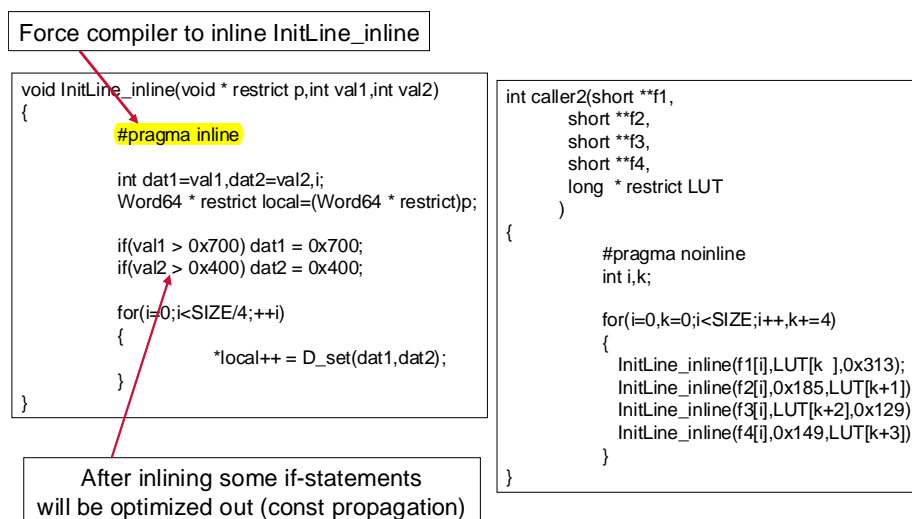 Force compiler to inline InitLine_inline
void InitLine_inline(void * restrict p,int val1,int val2)
{
#pragma inline
int dat1=val1,dat2=val2,i;
Word64 * restrict local=(Word64 * restrict)p;
if(val1 > 0x700) dat1 = 0x700;
if(val2 > 0x400) dat2 = 0x400;
for(i=0;i<SIZE/4;++i)
{
*local++ = D_set(dat1,dat2);
}
}
After inlining some if-statements
will be optimized out (const propagation)
int caller2(short **f1,
short **f2,
short **f3,
short **f4,
long * restrict LUT
)
{
#pragma noinline
int i,k;
for(i=0,k=0;i<SIZE;i++,k+=4)
{
InitLine_inline(f1[i],LUT[k ],0x313);
InitLine_inline(f2[i],0x185,LUT[k+1])
InitLine_inline(f3[i],LUT[k+2],0x129)
InitLine_inline(f4[i],0x149,LUT[k+3])
}
}